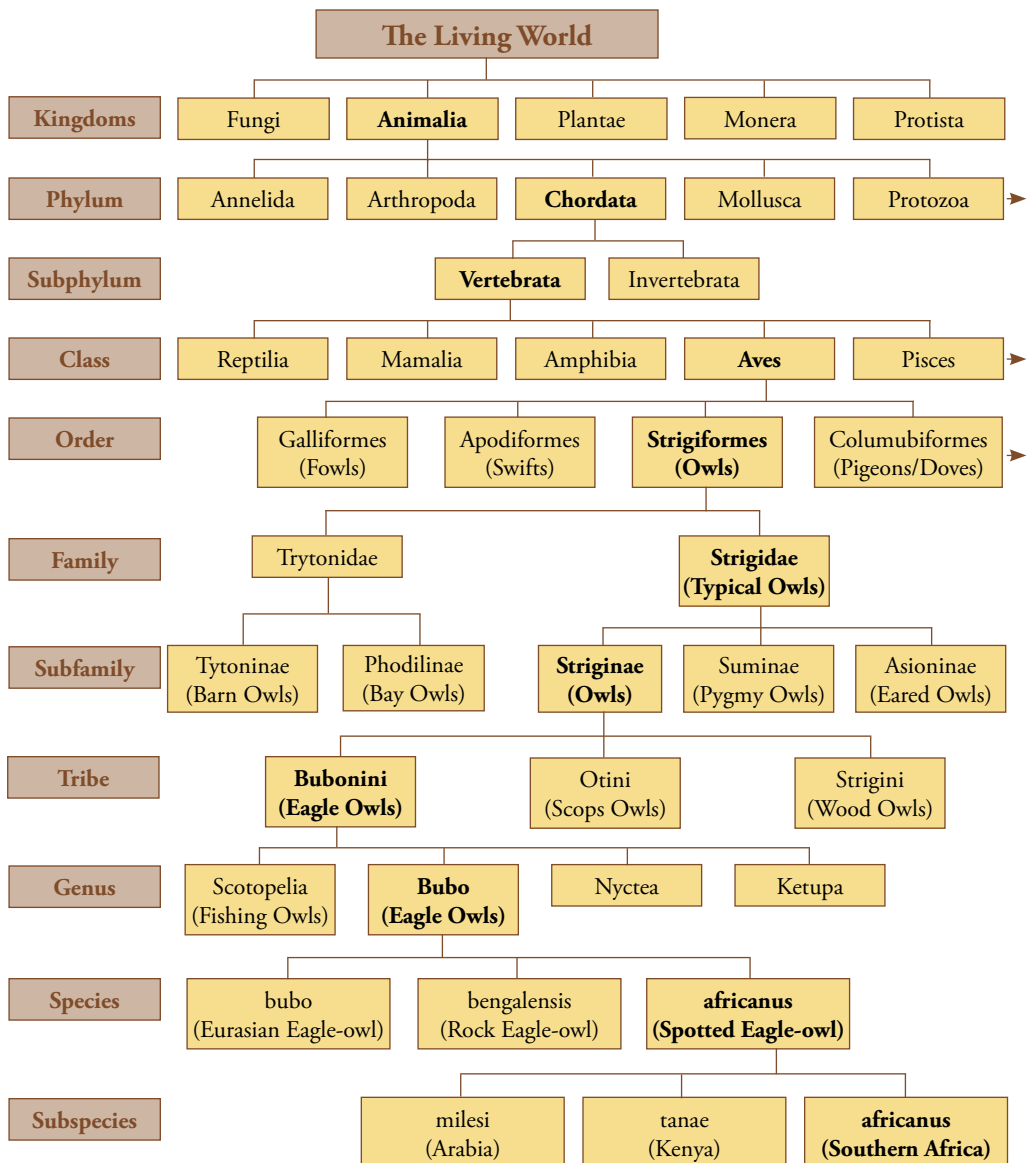 The Living World
Kingdoms
Fungi
Animalia
Plantae
Monera
Protista
Phylum
Annelida
Arthropoda
Chordata
Mollusca
Protozoa
Subphylum
Vertebrata
Invertebrata
Class
Reptilia
Mamalia
Amphibia
Aves
Pisces
Order
Galliformes
(Fowls)
Apodiformes
(Swifts)
Strigiformes
(Owls)
Columubiformes
(Pigeons/Doves)
Family
Trytonidae
Strigidae
(Typical Owls)
Subfamily
Tytoninae
(Barn Owls)
Phodilinae
(Bay Owls)
Striginae
(Owls)
Suminae
(Pygmy Owls)
Asioninae
(Eared Owls)
Tribe
Bubonini
(Eagle Owls)
Otini
(Scops Owls)
Strigini
(Wood Owls)
Genus
Scotopelia
(Fishing Owls)
Bubo
(Eagle Owls)
Nyctea
Ketupa
Species
bubo
(Eurasian Eagle-owl)
bengalensis
(Rock Eagle-owl)
africanus
(Spotted Eagle-owl)
Subspecies
milesi
(Arabia)
tanae
(Kenya)
africanus
(Southern Africa)